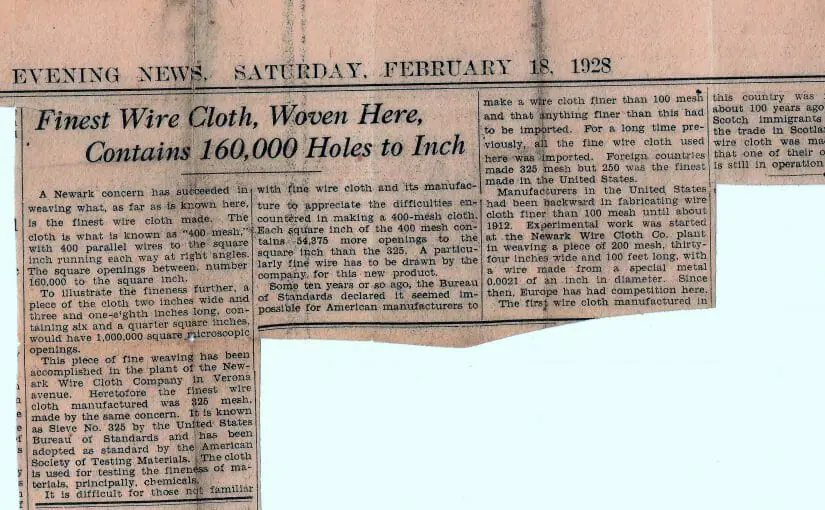 EVENING NEWS, SATURDAY, FEBRUARY 18, 1928
Finest Wire Cloth, Woven Here,
Contains 160,000 Holes to Inch
A Newark concern has succeeded in
weaving what, as far as is known here,
is the finest wire cloth made. The
cloth is what is known as "400 mesh,"
with 400 parallel wires to the square
inch running each way at right angles.
The square openings between, number
160,000 to the square inch.
To illustrate the fineness further, a
piece of the cloth two inches wide and
three and one-eighth inches long, con-
taining six and a quarter square inches,
would have 1,000,000 square microscopic
openings.
This piece of fine weaving has been
accomplished in the plant of the New-
ark Wire Cloth Company in Verona
avenue. Heretofore the finest wire
cloth manufactured was 325 mesh,
made by the same concern. It is known
as Sieve No. 325 by the United States
Bureau of Standards and has been
adopted as standard by the American
Society of Testing Materials. The cloth
is used for testing the fineness of ma-
terials, principally, chemicals.
It is difficult for those not familiar
with fine wire cloth and its manufac-
ture to appreciate the difficulties en-
countered in making a 400-mesh cloth.
Each square inch of the 400 mesh con-
tains 54,375 more openings to the
square inch than the 325. A particu-
larly fine wire has to be drawn by the
company for this new product.
Some ten years or so ago, the Bureau
of Standards declared it seemed im-
possible for American manufacturers to
make a wire cloth finer than 100 mesh
and that anything finer than this had
to be imported. For a long time pre-
viously, all the fine wire cloth used
here was imported. Foreign countries
made 325 mesh but 250 was the finest
made in the United States.
Manufacturers in the United States
had been backward in fabricating wire
cloth finer than 100 mesh until about
1912. Experimental work was started
at the Newark Wire Cloth Co. plant
in weaving a piece of 200 mesh, thirty-
four inches wide and 100 feet long, with
a wire made from a special metal
0.0021 of an inch in diameter. Since
then, Europe has had competition here.
The first wire cloth manufactured in
this country was
about 100 years ago
Scotch immigrants
the trade in Scotla
wire cloth was ma
that one of their o
is still in operation